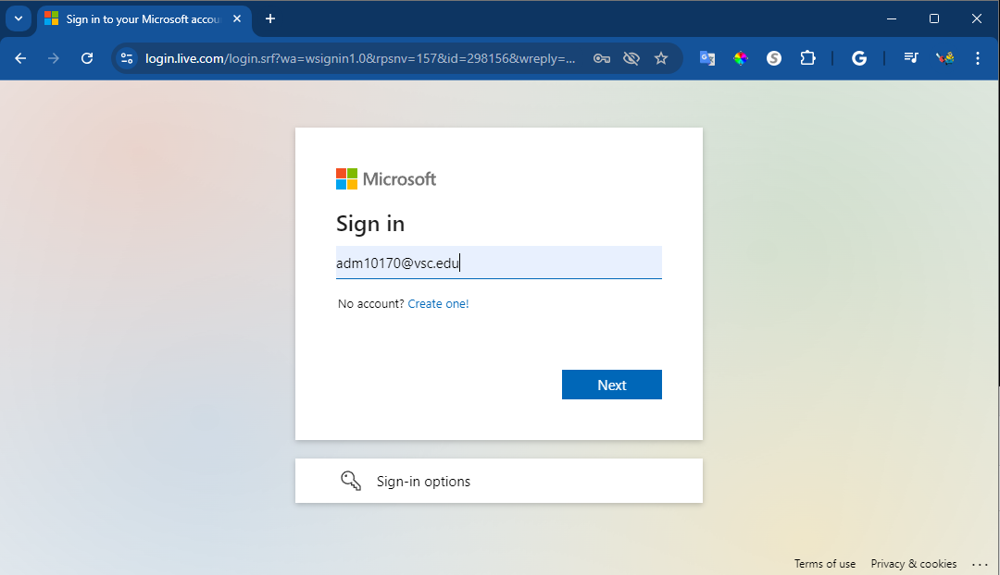 Sign in to your Microsoft accou
login.live.com/login.srf?wa=wsignin1.0&rpsnv=157&id=298156&wreply=...
Microsoft
Sign in
adm10170@vsc.edu
No account? Create one!
Next
Sign-in options
Terms of use Privacy & cookies ...